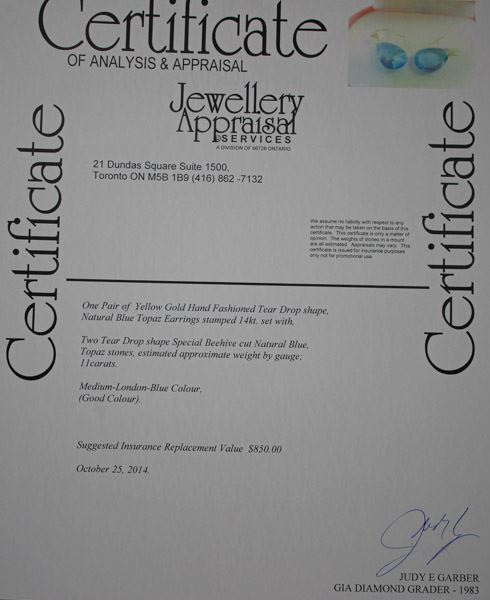 Certificate
OF ANALYSIS & APPRAISAL
Jewellery
Appraisal
SERVICES
A DIVISION OF 66728 ONTARIO
21 Dundas Square Suite 1500,
Toronto ON M5B 1B9 (416) 862 -7132
Certificate
Certificate
We assume no liability with respect to any
action that may be taken on the basis of this
certificate. This certificate is only a matter of
opinion. The weights of stones in a mount
are all estimated. Appraisals may vary. This
certificate is issued for insurance purposes
only not for promotional use.
One Pair of Yellow Gold Hand Fashioned Tear Drop shape,
Natural Blue Topaz Earrings stamped 14kt. set with,
Two Tear Drop shape Special Beehive cut Natural Blue,
Topaz stones, estimated approximate weight by gauge;
11carats.
Medium-London-Blue Colour,
(Good Colour).
Suggested Insurance Replacement Value $850.00
October 25, 2014.
JUDY E GARBER
GIA DIAMOND GRADER - 1983